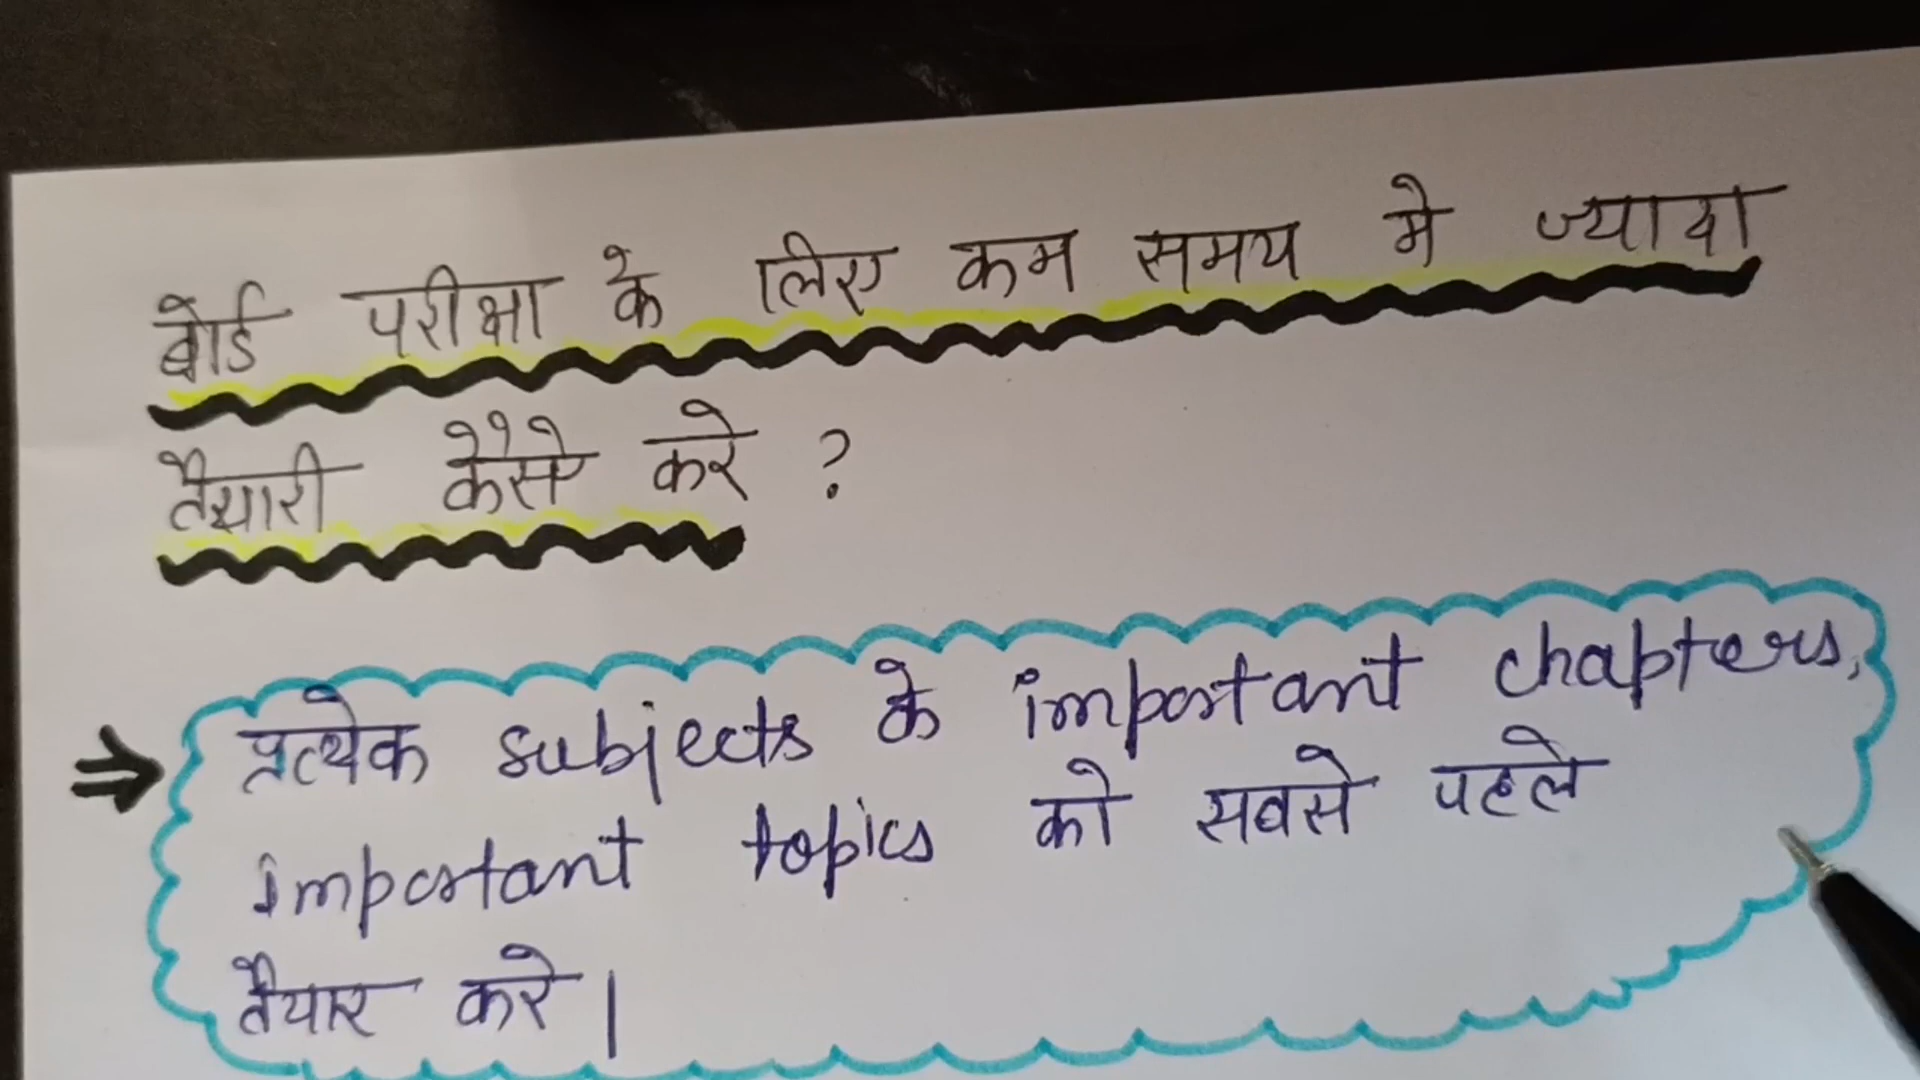 बोर्ड परीक्षा के लिए कम समय मे ज्यादा
तैयारी कैसे करे ?
प्रत्येक subjects के important chapters,
important topics को सबसे पहले
तैयार करे |